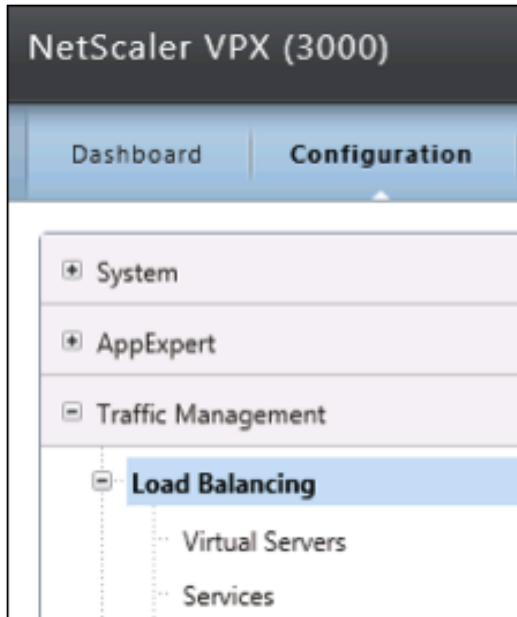 NetScaler VPX (3000)
Dashboard Configuration
System
AppExpert
Traffic Management
Load Balancing
Virtual Servers
Services